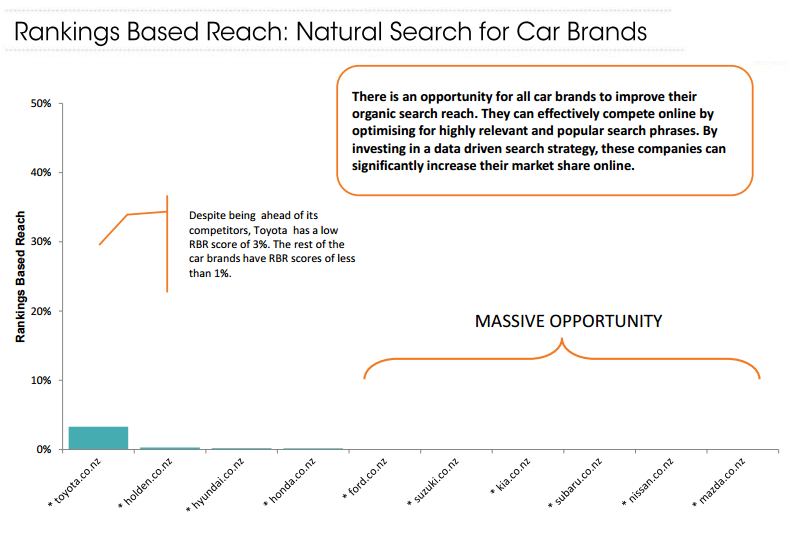 Rankings Based Reach: Natural Search for Car Brands
There is an opportunity for all car brands to improve their
organic search reach. They can effectively compete online by
optimising for highly relevant and popular search phrases. By
investing in a data driven search strategy, these companies can
significantly increase their market share online.
50%
40%
30%
20%
10%
0%
Rankings Based Reach
Despite being ahead of its
competitors, Toyota has a low
RBR score of 3%. The rest of the
car brands have RBR scores of less
than 1%.
MASSIVE OPPORTUNITY
* toyota.co.nz
* holden.co.nz
* hyundai.co.nz
* honda.co.nz
* ford.co.nz
* suzuki.co.nz
* kia.co.nz
* subaru.co.nz
* nissan.co.nz
* mazda.co.nz